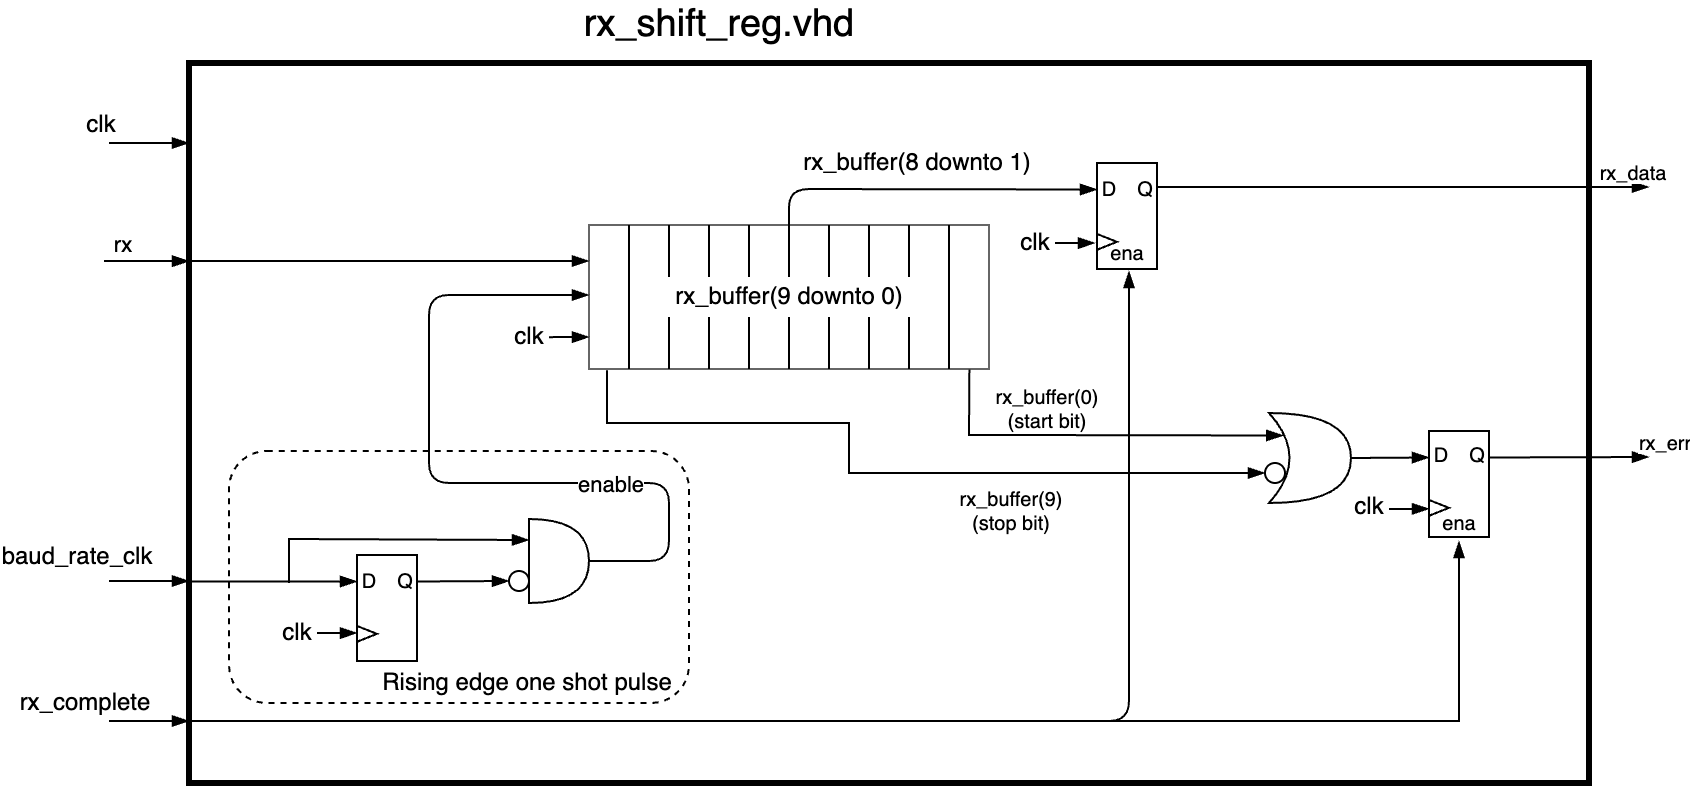 rx_shift_reg.vhd
clk
rx_buffer(8 downto 1)
D Q
rx_data
rx
clk
ena
rx_buffer(9 downto 0)
clk
rx_buffer(0)
(start bit)
rx_err
D Q
enable
rx_buffer(9)
(stop bit)
clk
ena
baud_rate_clk
D Q
clk
Rising edge one shot pulse
rx_complete